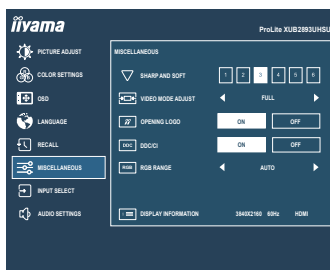 iiyama
ProLite XUB2893UHSU
PICTURE ADJUST
COLOR SETTINGS
OSD
LANGUAGE
RECALL
MISCELLANEOUS
INPUT SELECT
AUDIO SETTINGS
MISCELLANEOUS
SHARP AND SOFT 1 2 3 4 5 6
VIDEO MODE ADJUST FULL
OPENING LOGO ON OFF
DDC DDC/CI ON OFF
RGB RGB RANGE AUTO
DISPLAY INFORMATION 3840X2160 60Hz HDMI